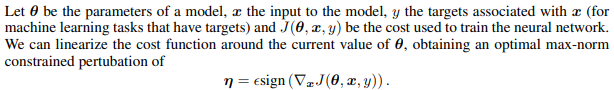 Let θ be the parameters of a model, x the input to the model, y the targets associated with x (for
machine learning tasks that have targets) and J(θ, x, y) be the cost used to train the neural network.
We can linearize the cost function around the current value of θ, obtaining an optimal max-norm
constrained pertubation of
η = ϵsign (∇ₓJ(θ, x, y)) .